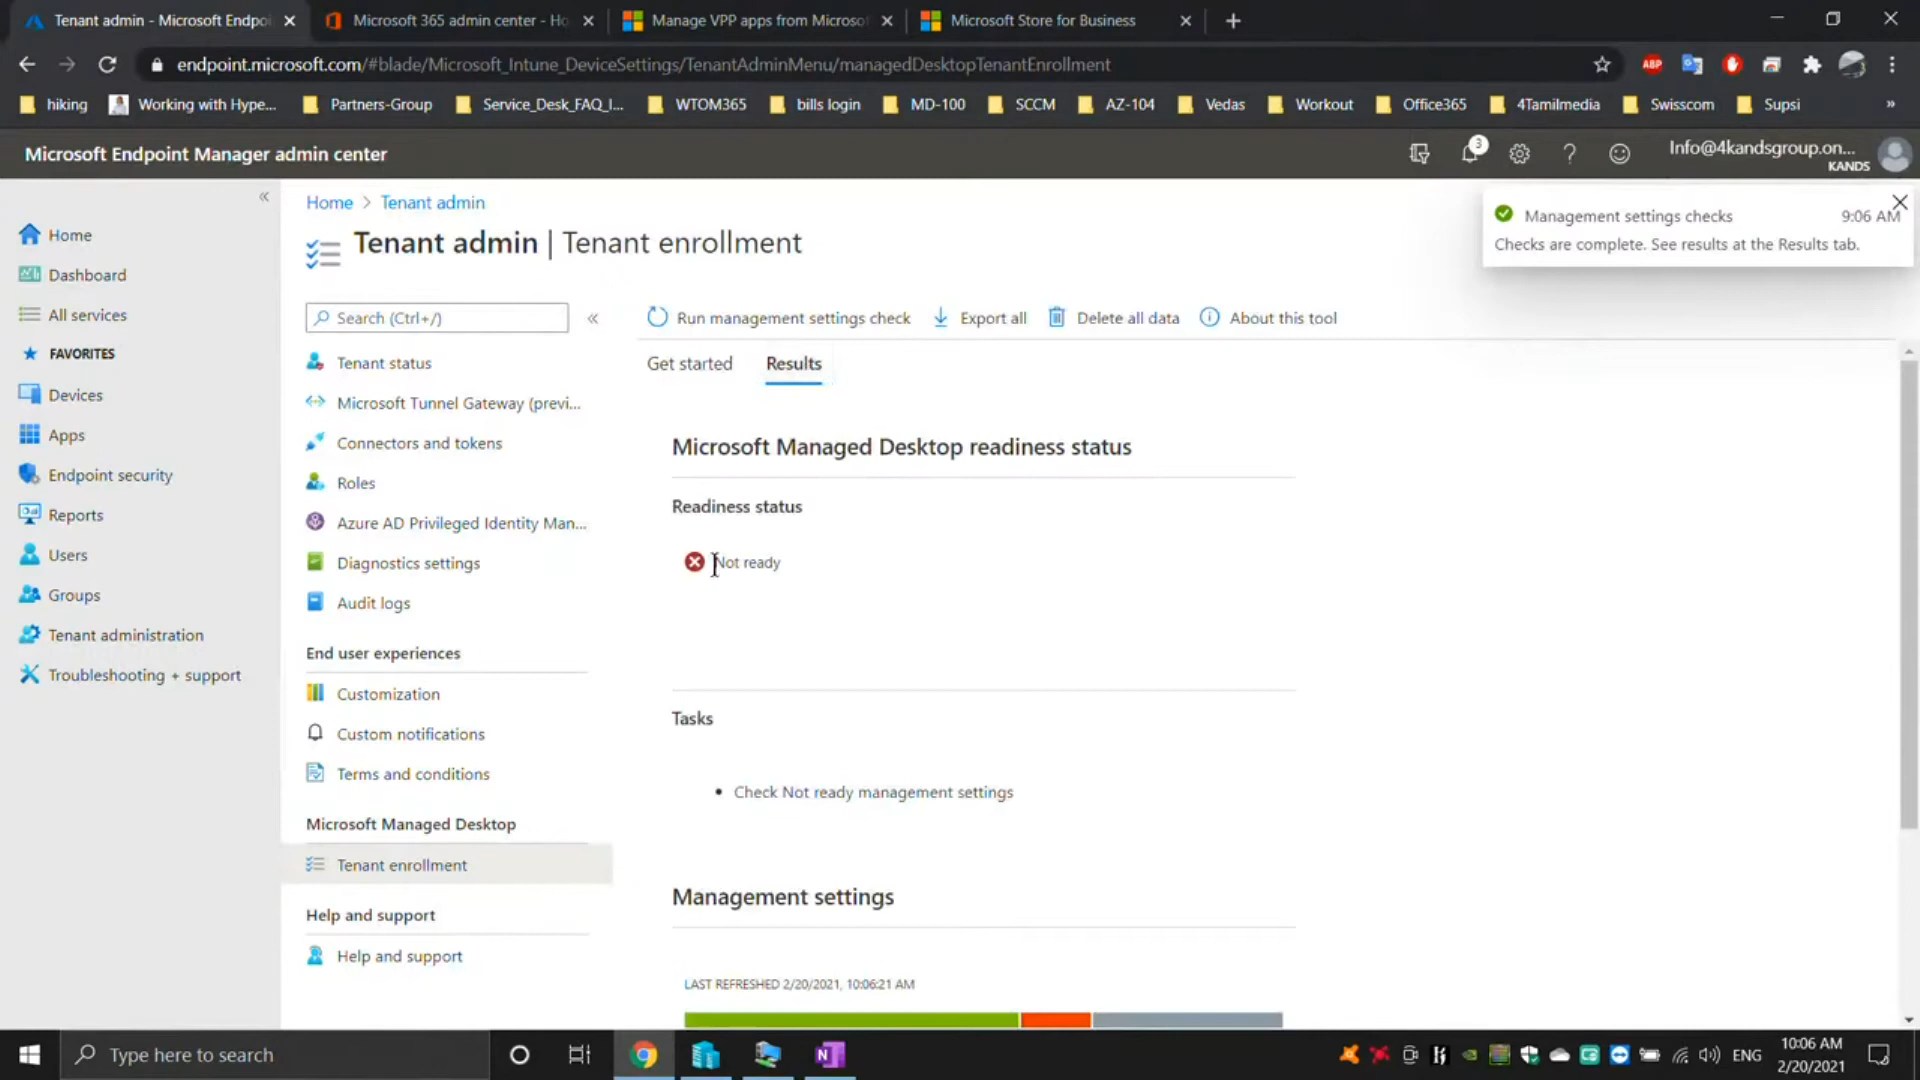 Tenant admin - Microsoft Endpoi
Microsoft 365 admin center - Ho
Manage VPP apps from Microsof
Microsoft Store for Business
endpoint.microsoft.com/#blade/Microsoft_Intune_DeviceSettings/TenantAdminMenu/managedDesktopTenantEnrollment
ABP
hiking
Working with Hype...
Partners-Group
Service_Desk_FAQ_I...
WTOM365
bills login
MD-100
SCCM
AZ-104
Vedas
Workout
Office365
4Tamilmedia
Swisscom
Supsi
»
Microsoft Endpoint Manager admin center
3
Info@4kandsgroup.on...
KANDS
Management settings checks
9:06 AM
Checks are complete. See results at the Results tab.
«
Home
Dashboard
All services
FAVORITES
Devices
Apps
Endpoint security
Reports
Users
Groups
Tenant administration
Troubleshooting + support
Home > Tenant admin
Tenant admin | Tenant enrollment
Search (Ctrl+/)
«
Tenant status
Microsoft Tunnel Gateway (previ...
Connectors and tokens
Roles
Azure AD Privileged Identity Man...
Diagnostics settings
Audit logs
End user experiences
Customization
Custom notifications
Terms and conditions
Microsoft Managed Desktop
Tenant enrollment
Help and support
Help and support
Run management settings check
Export all
Delete all data
About this tool
Get started
Results
Microsoft Managed Desktop readiness status
Readiness status
Not ready
Tasks
• Check Not ready management settings
Management settings
LAST REFRESHED 2/20/2021, 10:06:21 AM
Type here to search
ENG
10:06 AM
2/20/2021